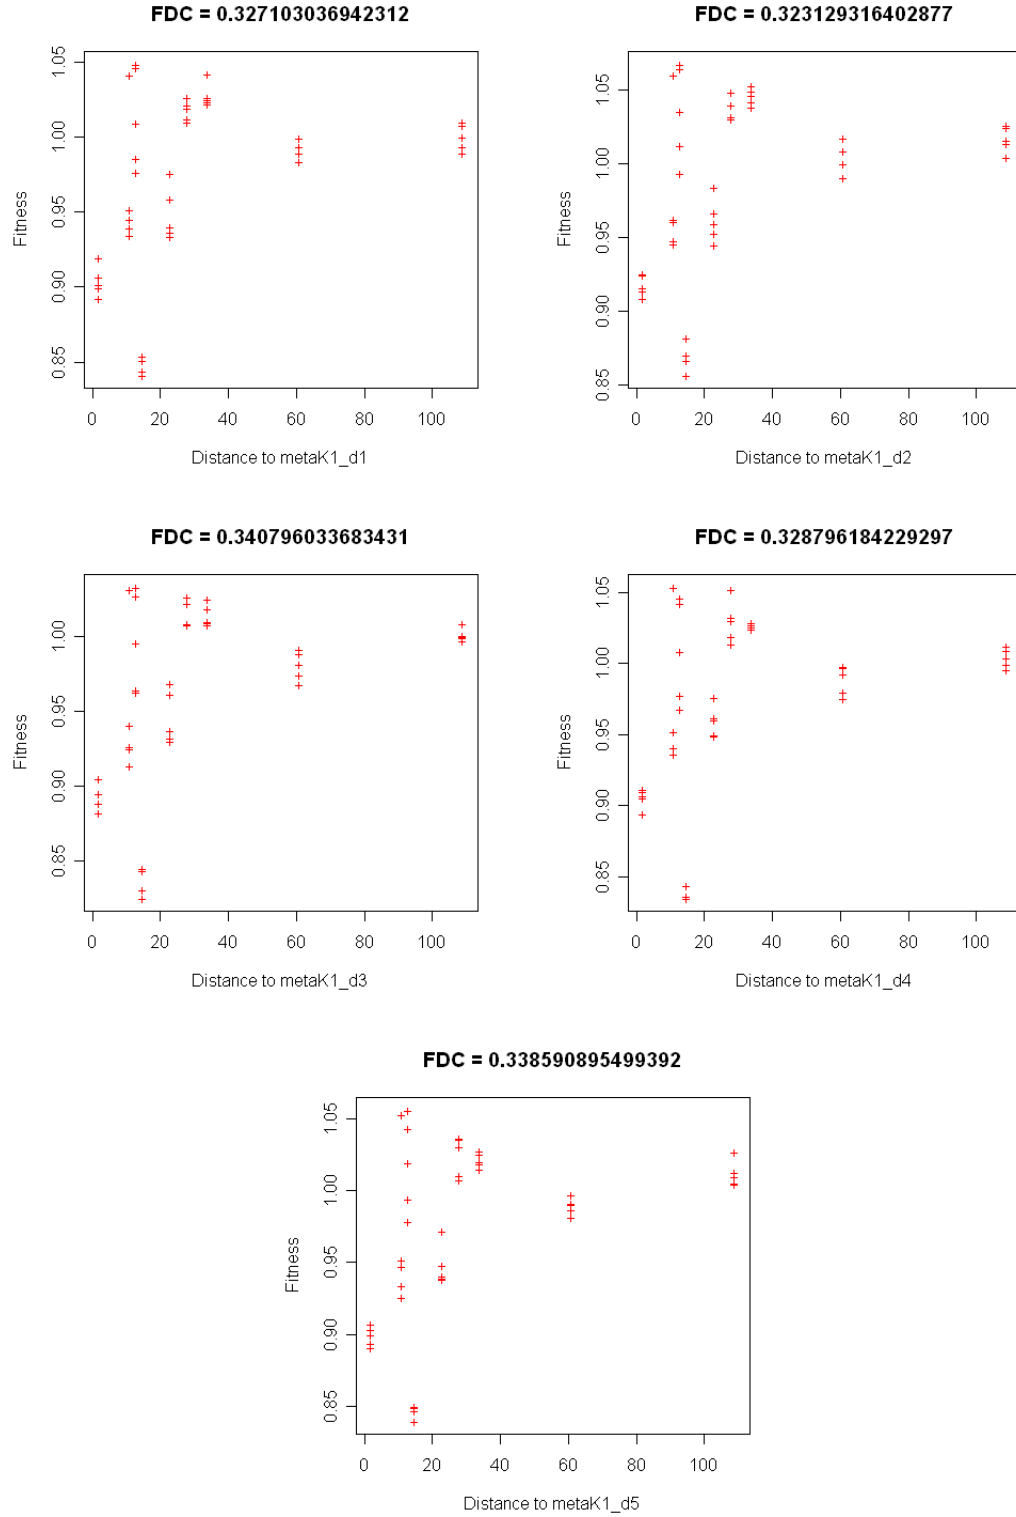 FDC = 0.327103036942312
Fitness
1.05
1.00
0.95
0.90
0.85
0 20 40 60 80 100
Distance to metaK1_d1
FDC = 0.323129316402877
Fitness
1.05
1.00
0.95
0.90
0.85
0 20 40 60 80 100
Distance to metaK1_d2
FDC = 0.340796033683431
Fitness
1.00
0.95
0.90
0.85
0 20 40 60 80 100
Distance to metaK1_d3
FDC = 0.328796184229297
Fitness
1.05
1.00
0.95
0.90
0.85
0 20 40 60 80 100
Distance to metaK1_d4
FDC = 0.338590895499392
Fitness
1.05
1.00
0.95
0.90
0.85
0 20 40 60 80 100
Distance to metaK1_d5